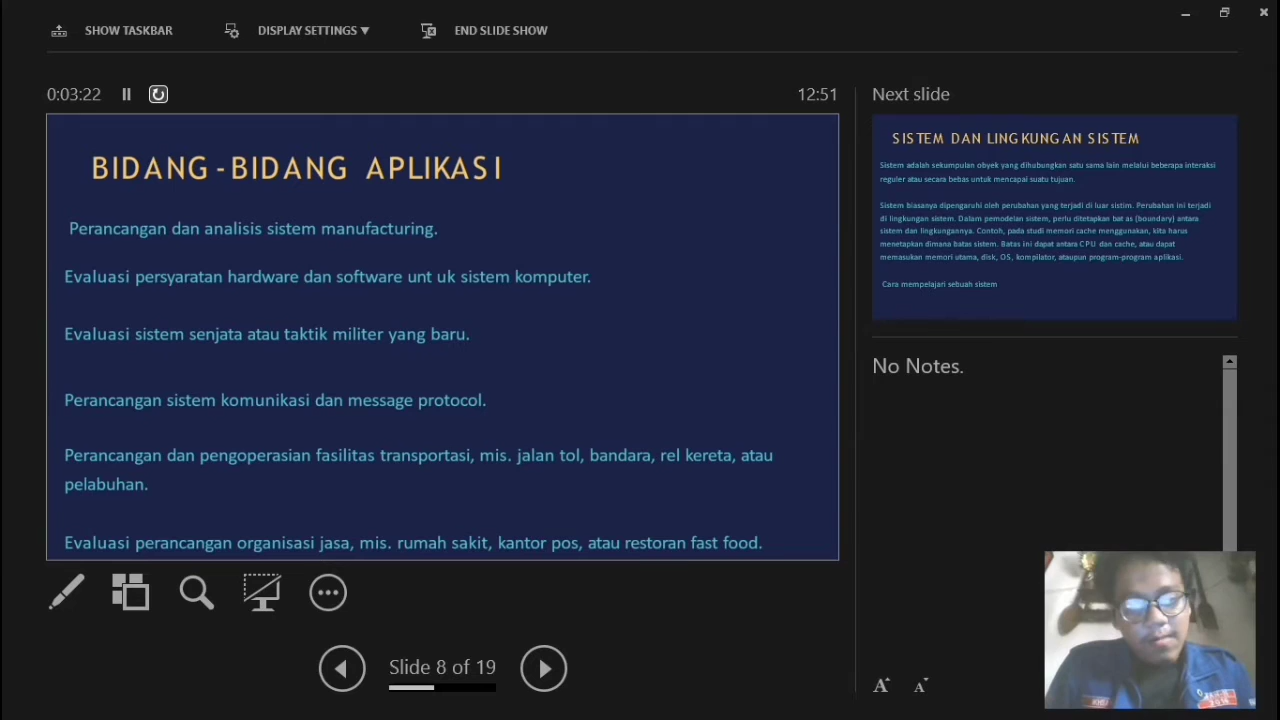 SHOW TASKBAR
DISPLAY SETTINGS
END SLIDE SHOW
0:03:22
12:51
BIDANG-BIDANG APLIKASI
Perancangan dan analisis sistem manufacturing.
Evaluasi persyaratan hardware dan software unt uk sistem komputer.
Evaluasi sistem senjata atau taktik militer yang baru.
Perancangan sistem komunikasi dan message protocol.
Perancangan dan pengoperasian fasilitas transportasi, mis. jalan tol, bandara, rel kereta, atau
pelabuhan.
Evaluasi perancangan organisasi jasa, mis. rumah sakit, kantor pos, atau restoran fast food.
Slide 8 of 19
Next slide
SISTEM DAN LINGKUNGAN SISTEM
Sistem adalah sekumpulan obyek yang dihubungkan satu sama lain melalui beberapa interaksi
reguler atau secara bebas untuk mencapai suatu tujuan.
Sistem biasanya dipengaruhi oleh perubahan yang terjadi di luar sistim. Perubahan ini terjadi
di lingkungan sistem. Dalam pemodelan sistem, perlu ditetapkan bat as (boundary) antara
sistem dan lingkungannya. Contoh, pada studi memori cache menggunakan, kita harus
menetapkan dimana batas sistem. Batas ini dapat antara CPU dan cache, atau dapat
memasukan memori utama, disk, OS, kompilator, ataupun program-program aplikasi.
Cara mempelajari sebuah sistem
No Notes.
A A